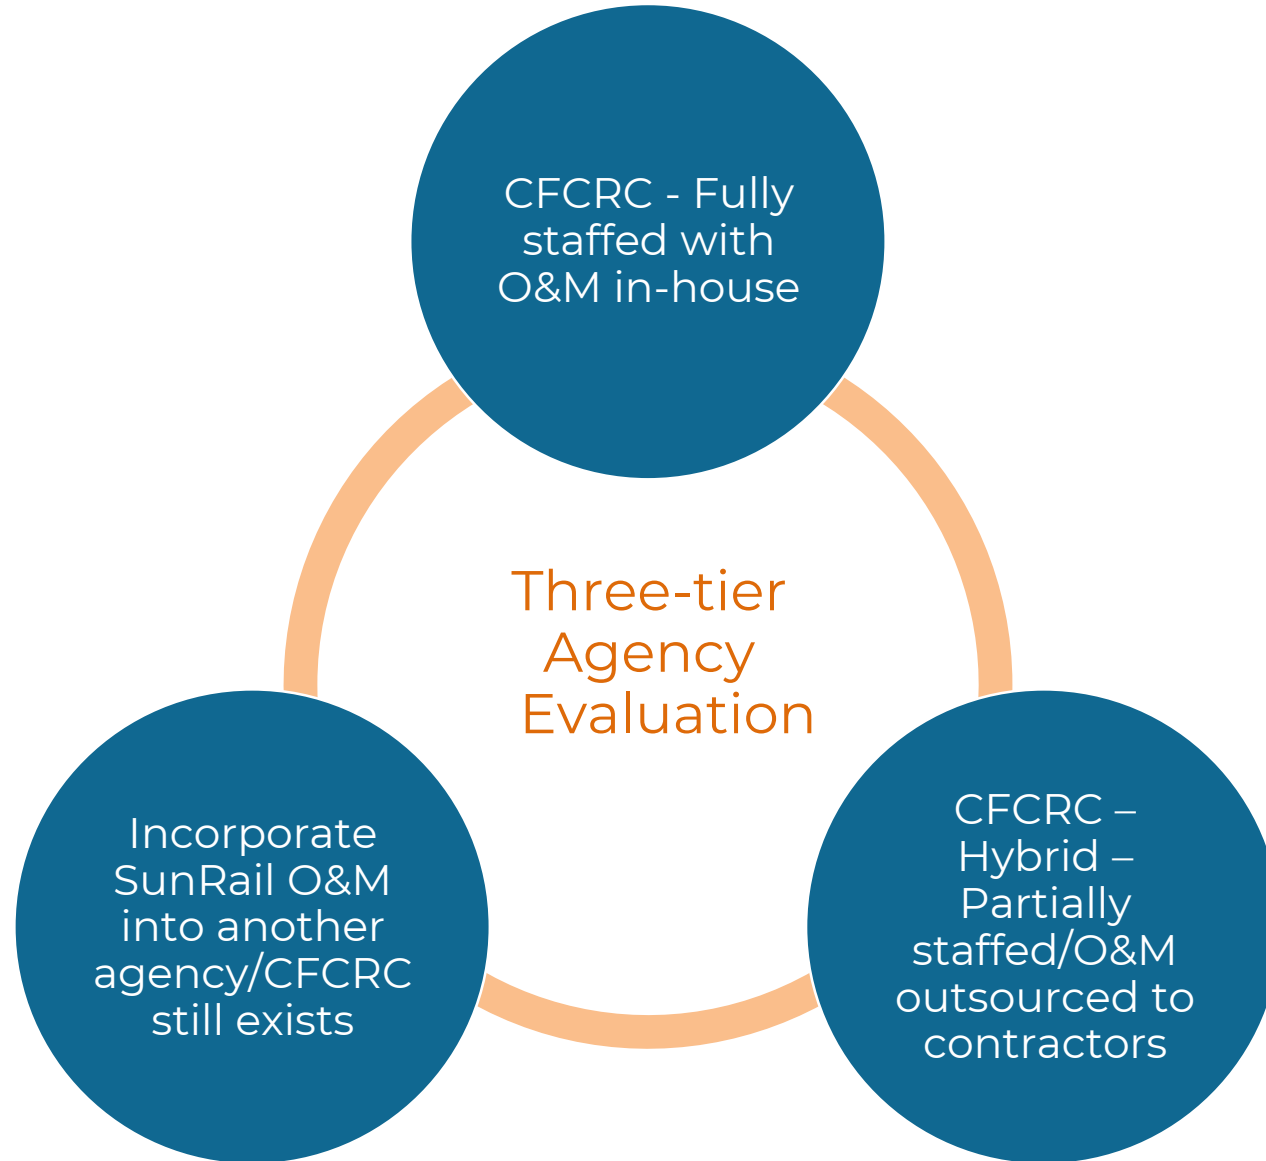 CFCRC - Fully
staffed with
O&M in-house
Three-tier
Agency
Evaluation
Incorporate
SunRail O&M
into another
agency/CFCRC
still exists
CFCRC –
Hybrid –
Partially
staffed/O&M
outsourced to
contractors